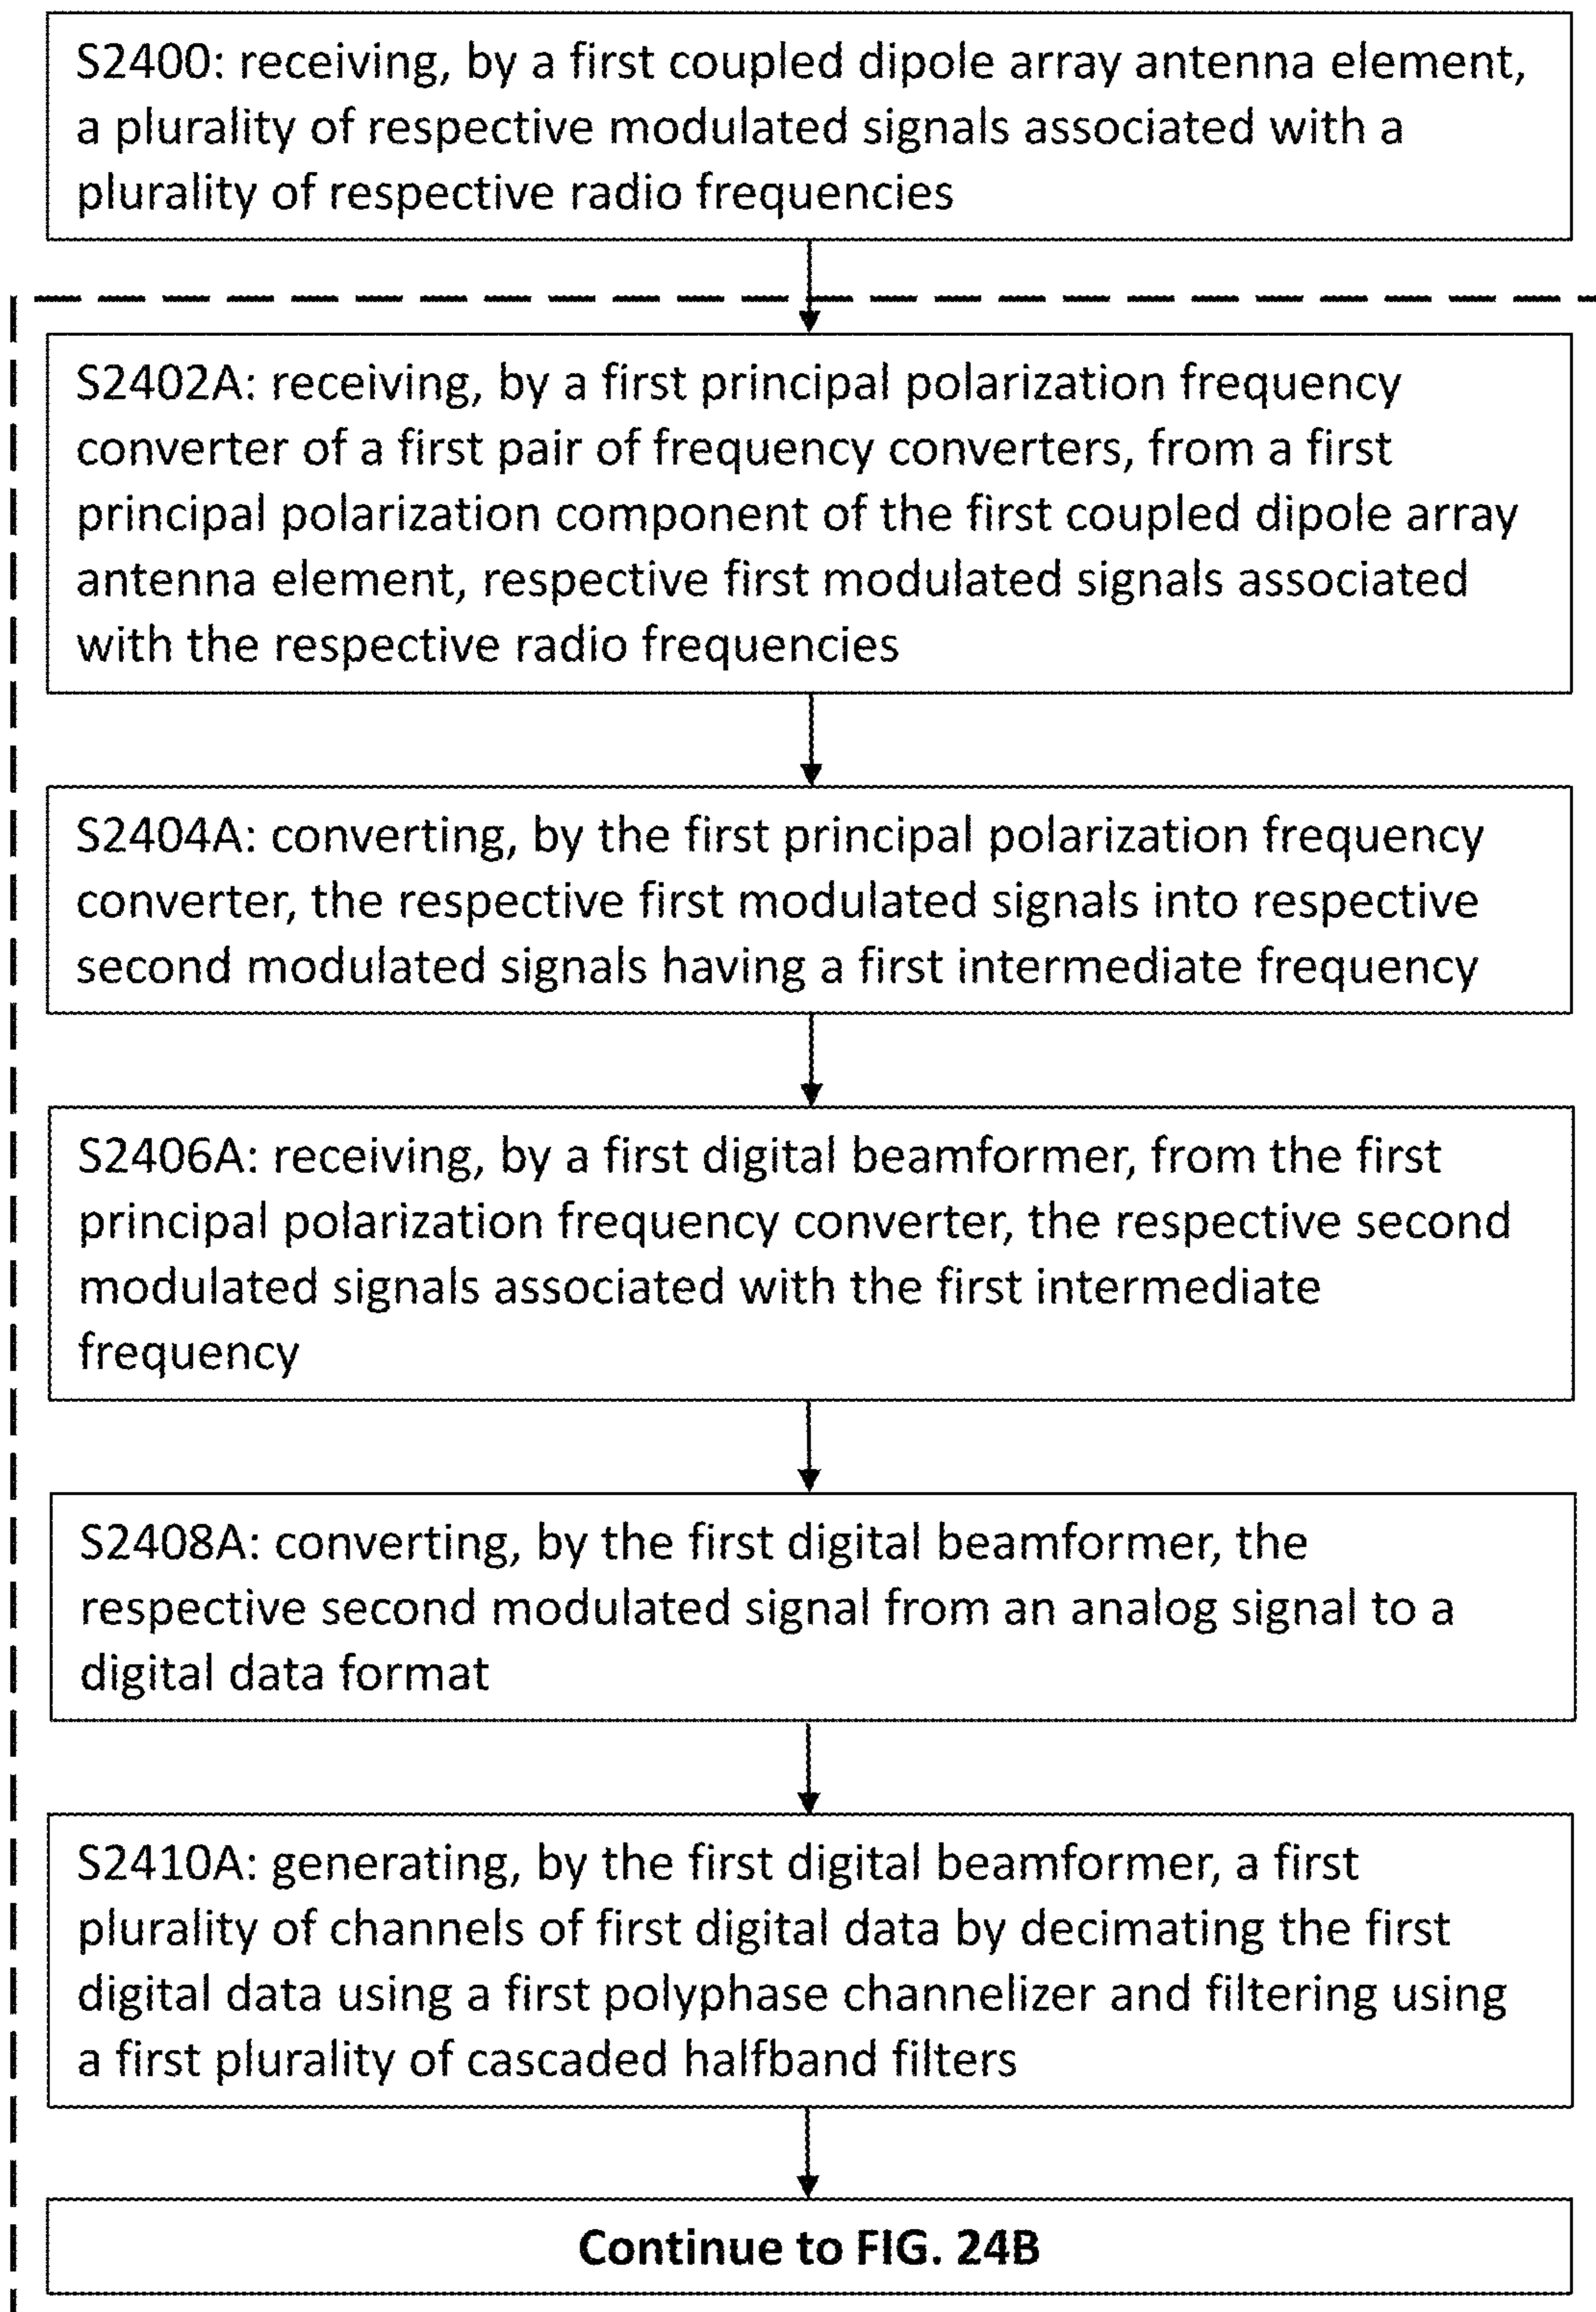 S2400: receiving, by a first coupled dipole array antenna element,
a plurality of respective modulated signals associated with a
plurality of respective radio frequencies
S2402A: receiving, by a first principal polarization frequency
converter of a first pair of frequency converters, from a first
principal polarization component of the first coupled dipole array
antenna element, respective first modulated signals associated
with the respective radio frequencies
S2404A: converting, by the first principal polarization frequency
converter, the respective first modulated signals into respective
second modulated signals having a first intermediate frequency
S2406A: receiving, by a first digital beamformer, from the first
principal polarization frequency converter, the respective second
modulated signals associated with the first intermediate
frequency
S2408A: converting, by the first digital beamformer, the
respective second modulated signal from an analog signal to a
digital data format
S2410A: generating, by the first digital beamformer, a first
plurality of channels of first digital data by decimating the first
digital data using a first polyphase channelizer and filtering using
a first plurality of cascaded halfband filters
Continue to FIG. 24B